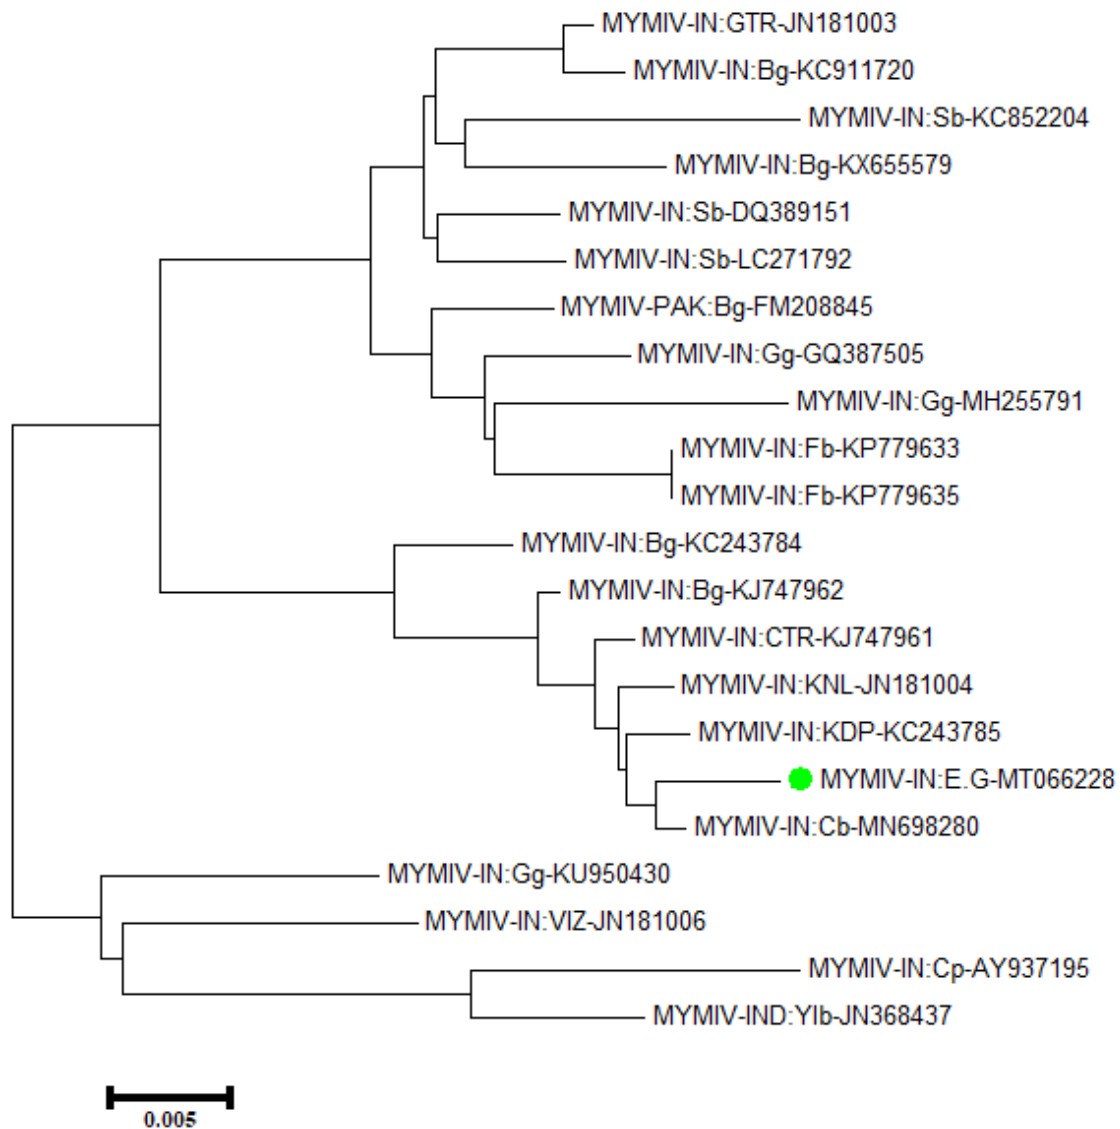 MYMIV-IN:GTR-JN181003
MYMIV-IN:Bg-KC911720
MYMIV-IN:Sb-KC852204
MYMIV-IN:Bg-KX655579
MYMIV-IN:Sb-DQ389151
MYMIV-IN:Sb-LC271792
MYMIV-PAK:Bg-FM208845
MYMIV-IN:Gg-GQ387505
MYMIV-IN:Gg-MH255791
MYMIV-IN:Fb-KP779633
MYMIV-IN:Fb-KP779635
MYMIV-IN:Bg-KC243784
MYMIV-IN:Bg-KJ747962
MYMIV-IN:CTR-KJ747961
MYMIV-IN:KNL-JN181004
MYMIV-IN:KDP-KC243785
MYMIV-IN:E.G-MT066228
MYMIV-IN:Cb-MN698280
MYMIV-IN:Gg-KU950430
MYMIV-IN:VIZ-JN181006
MYMIV-IN:Cp-AY937195
MYMIV-IND:Ylb-JN368437
0.005